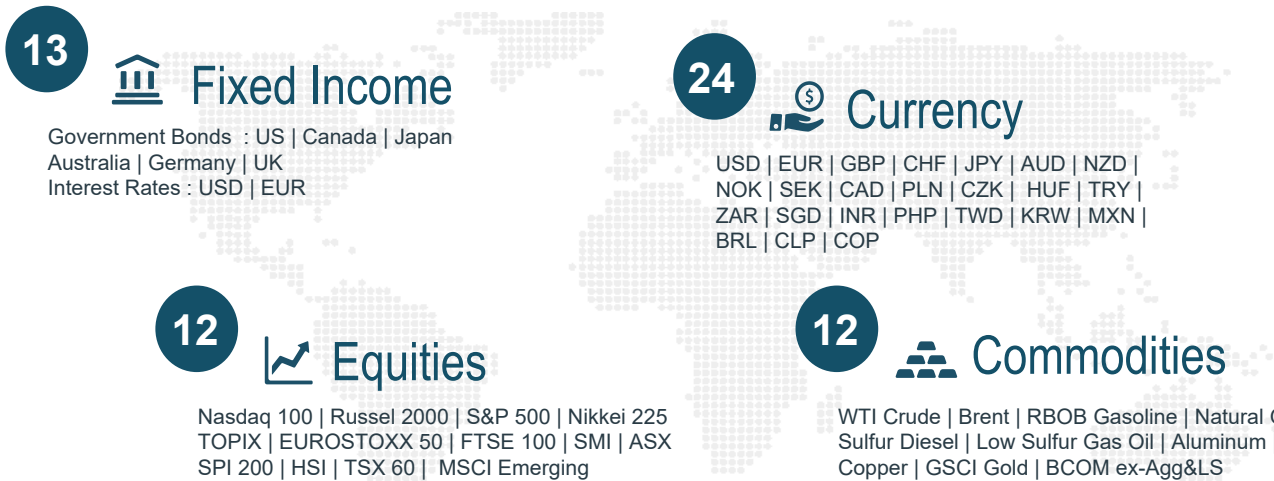 13
Fixed Income
Government Bonds : US | Canada | Japan
Australia | Germany | UK
Interest Rates : USD | EUR
24
Currency
USD | EUR | GBP | CHF | JPY | AUD | NZD |
NOK | SEK | CAD | PLN | CZK | HUF | TRY |
ZAR | SGD | INR | PHP | TWD | KRW | MXN |
BRL | CLP | COP
12
Equities
Nasdaq 100 | Russel 2000 | S&P 500 | Nikkei 225
TOPIX | EUROSTOXX 50 | FTSE 100 | SMI | ASX
SPI 200 | HSI | TSX 60 | MSCI Emerging
12
Commodities
WTI Crude | Brent | RBOB Gasoline | Natural
Sulfur Diesel | Low Sulfur Gas Oil | Aluminum
Copper | GSCI Gold | BCOM ex-Agg&LS